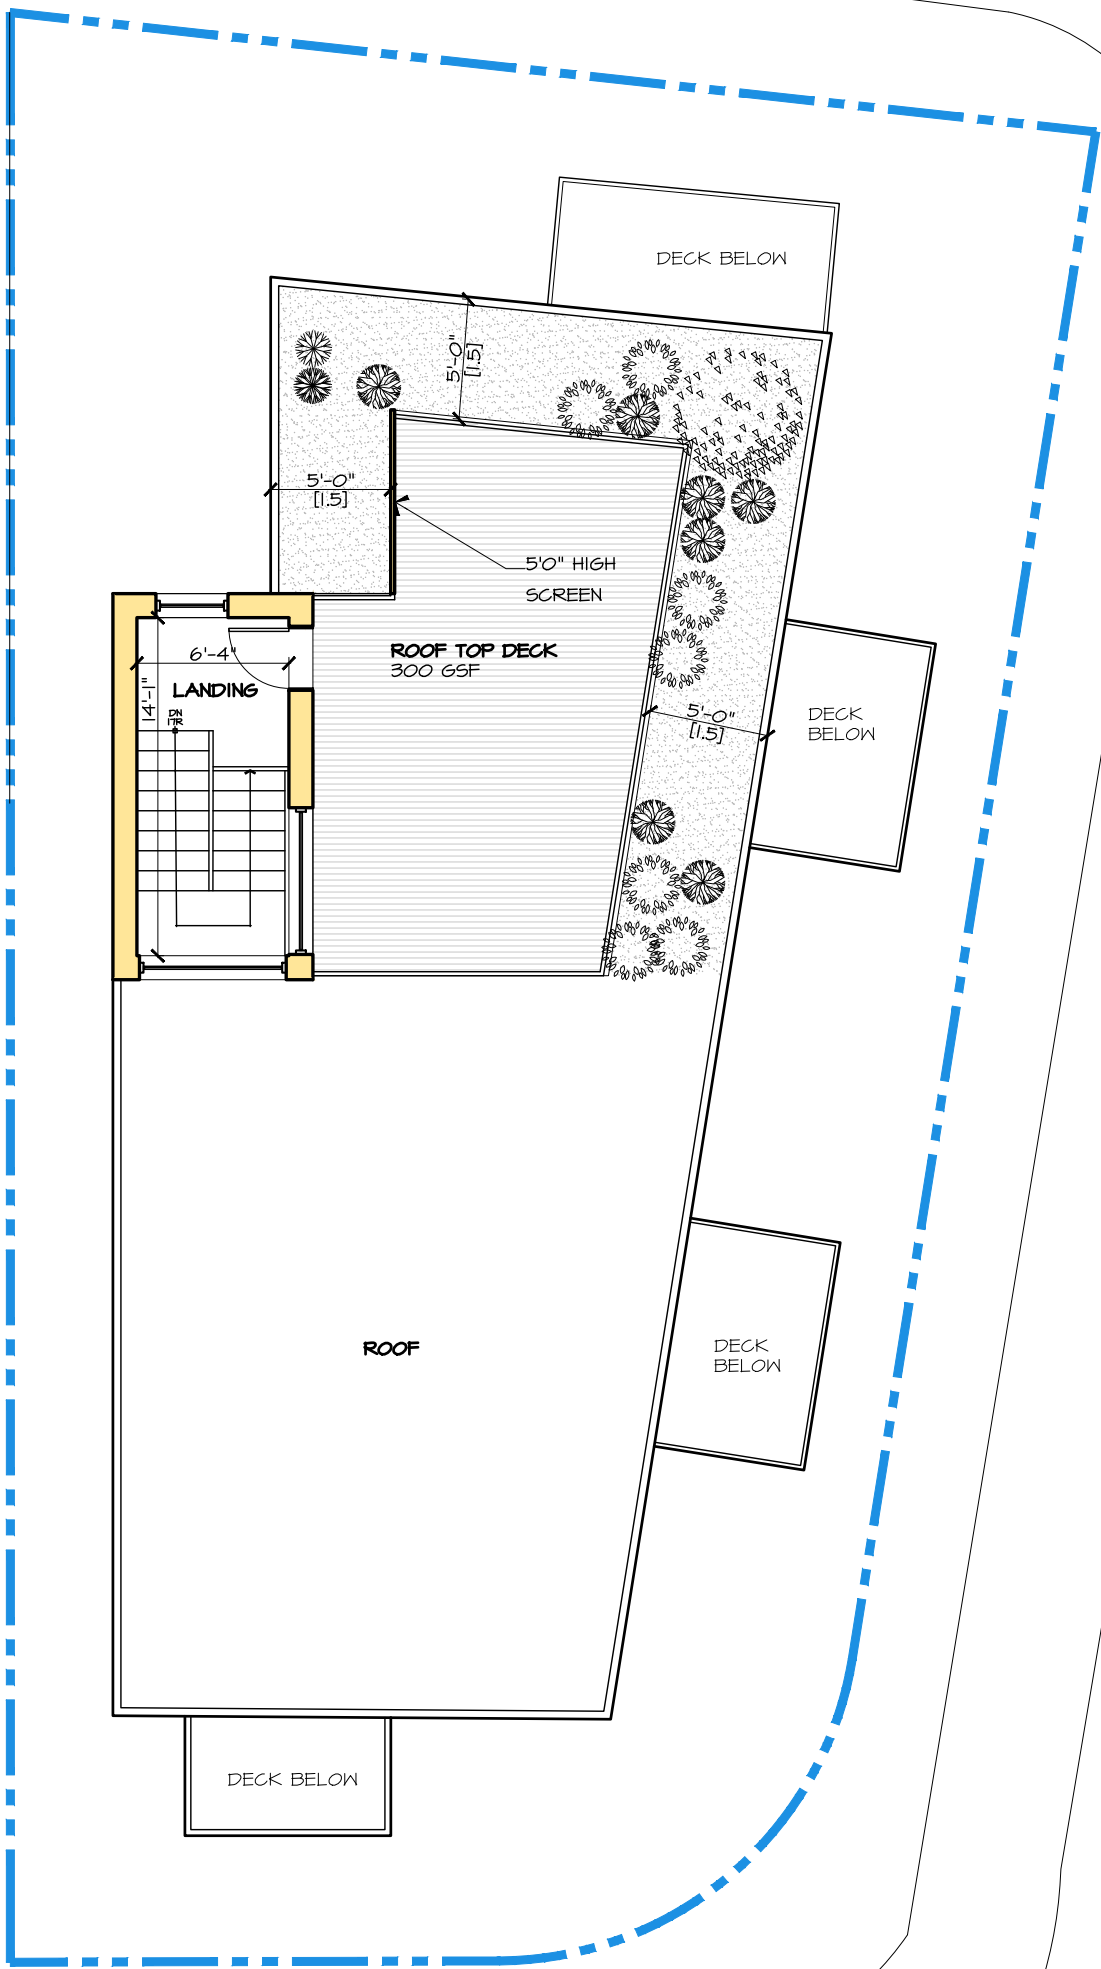 DECK BELOW
5'-0"
[1.5]
5'-0"
[1.5]
5'0" HIGH
SCREEN
ROOF TOP DECK
300 GSF
6'-4"
LANDING
14'-1"
DN
17R
5'-0"
[1.5]
DECK
BELOW
ROOF
DECK
BELOW
DECK BELOW